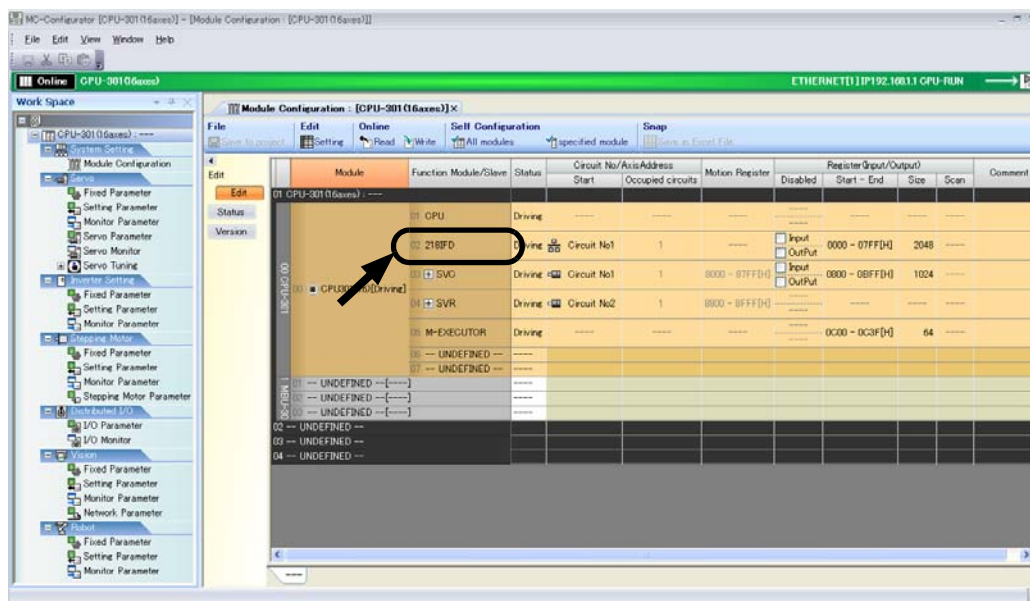 MC-Configurator [CPU-301(16axes)] - [Module Configuration : [CPU-301(16axes)]]
File Edit View Window Help
Online CPU-301(16axes) ETHERNET[1] IP192.168.1.1 CPU-RUN
Work Space
Module Configuration : [CPU-301(16axes)]
File Edit Online Self Configuration Snap
Save to project Setting Read Write All modules specified module Save in Excel File
CPU-301(16axes) : ---
System Setting
Module Configuration
Servo
Fixed Parameter
Setting Parameter
Monitor Parameter
Servo Parameter
Servo Monitor
Servo Tuning
Inverter Setting
Fixed Parameter
Setting Parameter
Monitor Parameter
Stepping Motor
Fixed Parameter
Setting Parameter
Monitor Parameter
Stepping Motor Parameter
Distributed I/O
I/O Parameter
I/O Monitor
Vision
Fixed Parameter
Setting Parameter
Monitor Parameter
Network Parameter
Robot
Fixed Parameter
Setting Parameter
Monitor Parameter
Edit
Edit
Status
Version
Module Function Module/Slave Status Circuit No/AxisAddress Motion Register Register(Input/Output) Comment
Start Occupied circuits Disabled Start - End Size Scan
01 CPU-301(16axes) : ---
00 CPU-301
01 CPU Driving ---- ---- ---- ---- ---- ---- ----
02 218IFD Driving Circuit No1 1 ---- Input OutPut 0000 - 07FF[H] 2048 ----
03 SVC Driving Circuit No1 1 8000 - 87FF[H] Input OutPut 0800 - 0BFF[H] 1024 ----
04 SVR Driving Circuit No2 1 8800 - 8FFF[H] ---- ---- ---- ----
M-EXECUTOR Driving ---- ---- ---- ---- 0C00 - 0C3F[H] 64 ----
06 -- UNDEFINED -- ----
07 -- UNDEFINED -- ----
01 -- UNDEFINED --[----] ----
-- UNDEFINED --[----] ----
-- UNDEFINED --[----] ----
02 -- UNDEFINED --
03 -- UNDEFINED --
04 -- UNDEFINED --
---